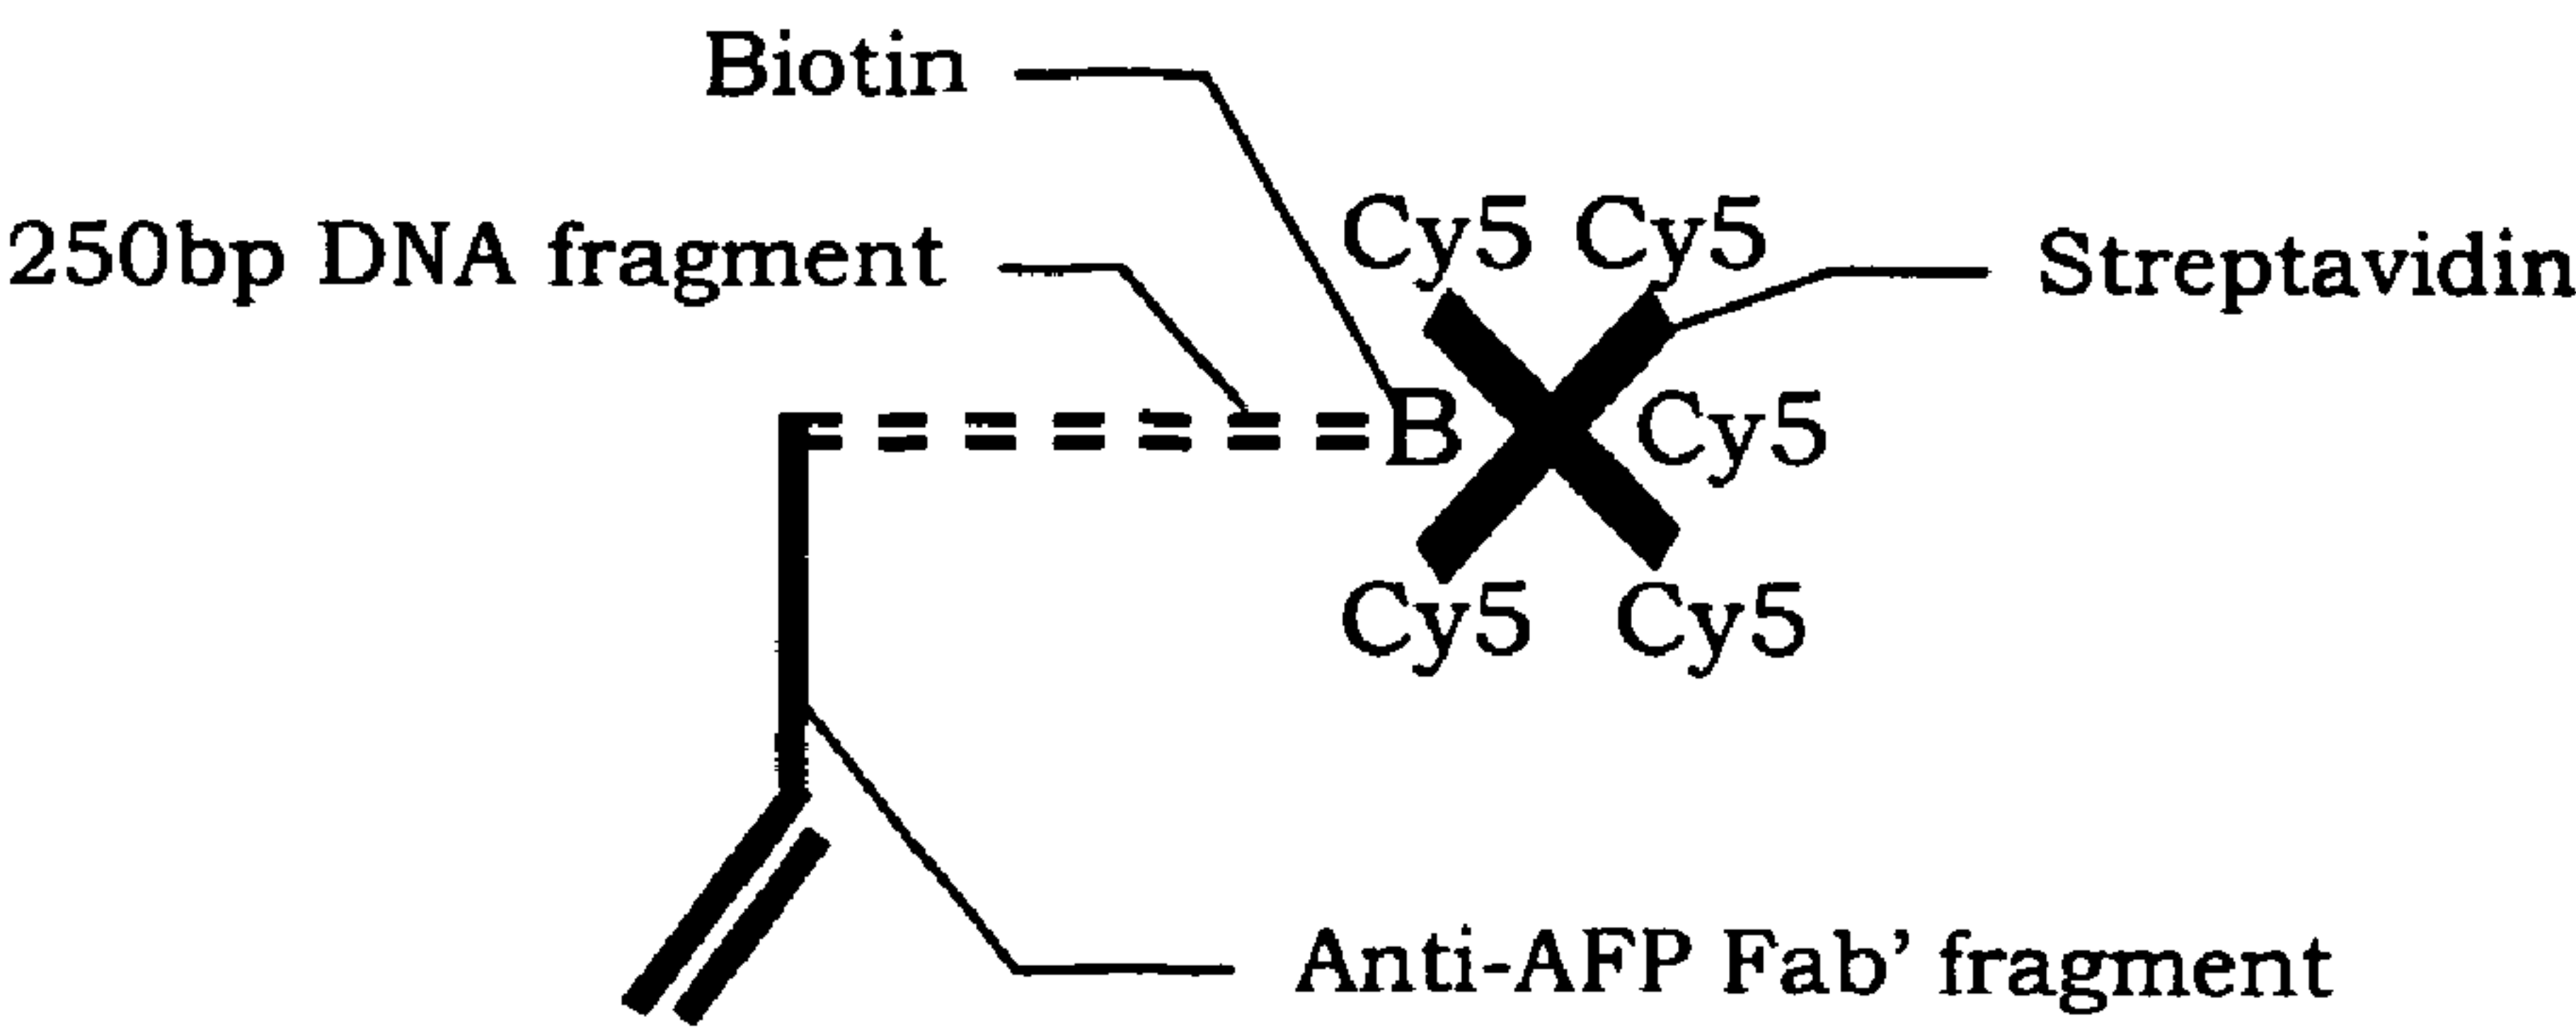 Biotin
Cy5 Cy5
250bp DNA fragment
Streptavidin
B
Cy5
Cy5 Cy5
Anti-AFP Fab’ fragment